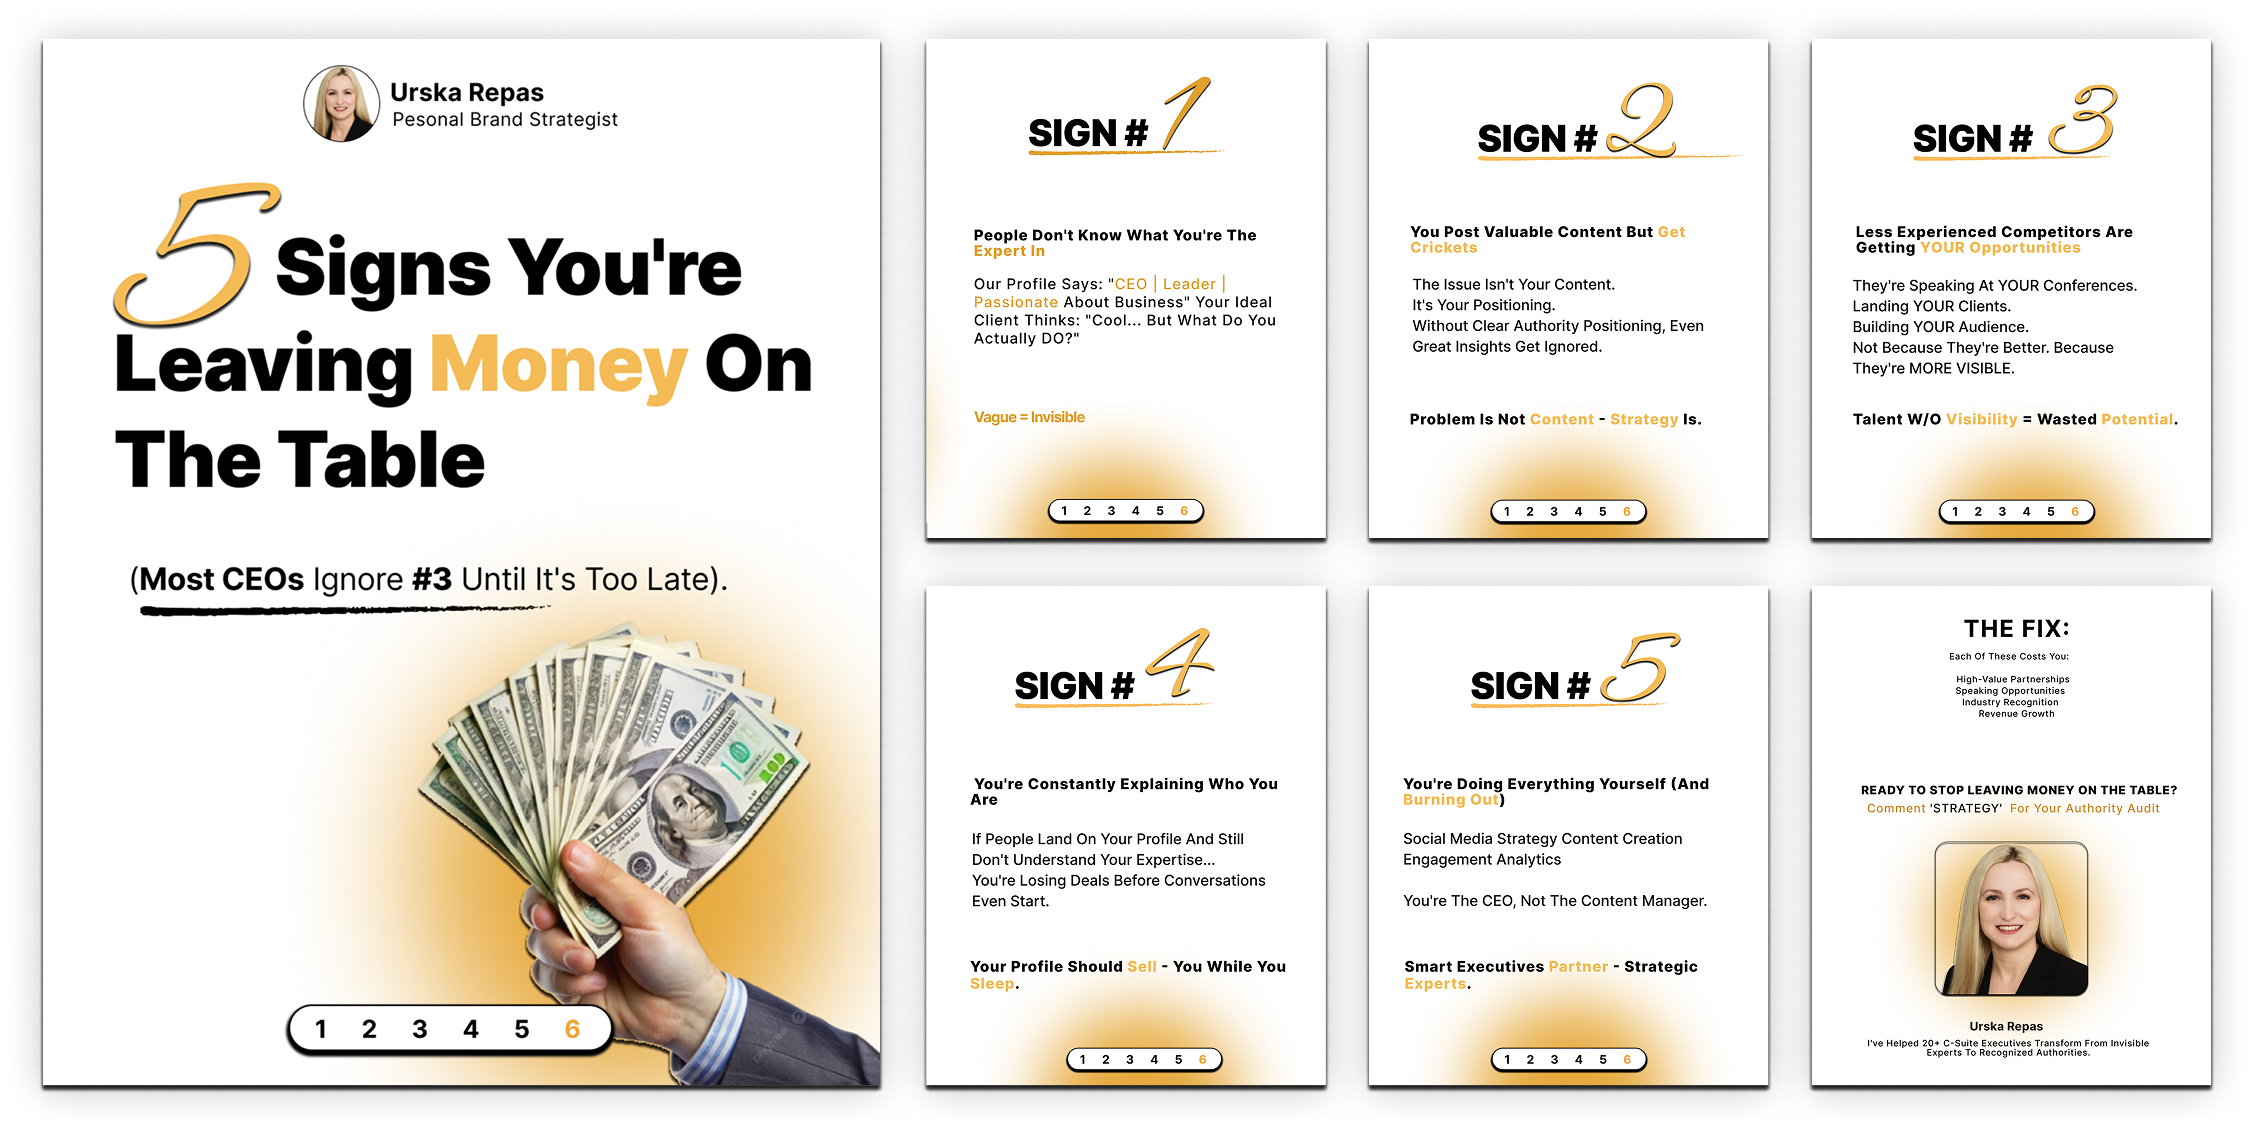 Urska Repas
Pesonal Brand Strategist
5 Signs You're
Leaving Money On
The Table
(Most CEOs Ignore #3 Until It's Too Late).
1 2 3 4 5 6
SIGN # 1
People Don't Know What You're The
Expert In
Our Profile Says: "CEO | Leader |
Passionate About Business" Your Ideal
Client Thinks: "Cool... But What Do You
Actually DO?"
Vague = Invisible
1 2 3 4 5 6
SIGN # 2
You Post Valuable Content But Get
Crickets
The Issue Isn't Your Content.
It's Your Positioning.
Without Clear Authority Positioning, Even
Great Insights Get Ignored.
Problem Is Not Content - Strategy Is.
1 2 3 4 5 6
SIGN # 3
Less Experienced Competitors Are
Getting YOUR Opportunities
They're Speaking At YOUR Conferences.
Landing YOUR Clients.
Building YOUR Audience.
Not Because They're Better. Because
They're MORE VISIBLE.
Talent W/O Visibility = Wasted Potential.
1 2 3 4 5 6
SIGN # 4
You're Constantly Explaining Who You
Are
If People Land On Your Profile And Still
Don't Understand Your Expertise...
You're Losing Deals Before Conversations
Even Start.
Your Profile Should Sell - You While You
Sleep.
1 2 3 4 5 6
SIGN # 5
You're Doing Everything Yourself (And
Burning Out)
Social Media Strategy Content Creation
Engagement Analytics
You're The CEO, Not The Content Manager.
Smart Executives Partner - Strategic
Experts.
1 2 3 4 5 6
THE FIX:
Each Of These Costs You:
High-Value Partnerships
Speaking Opportunities
Industry Recognition
Revenue Growth
READY TO STOP LEAVING MONEY ON THE TABLE?
Comment 'STRATEGY' For Your Authority Audit
Urska Repas
I've Helped 20+ C-Suite Executives Transform From Invisible
Experts To Recognized Authorities.